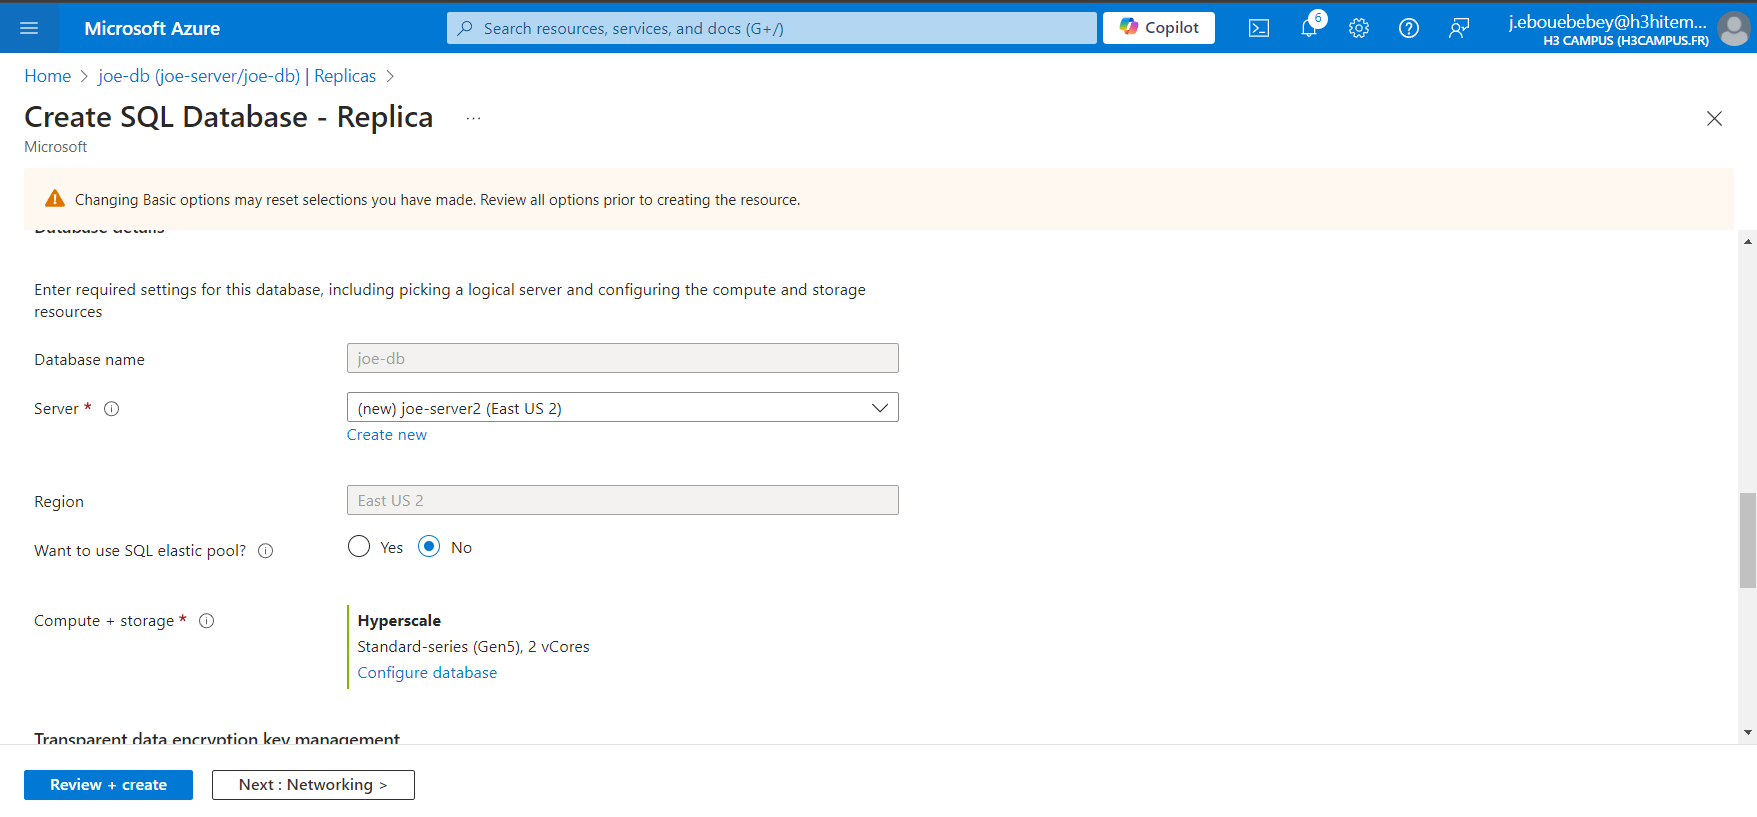 Microsoft Azure
Search resources, services, and docs (G+/)
Copilot
6
j.ebouebebey@h3hitem...
H3 CAMPUS (H3CAMPUS.FR)
Home > joe-db (joe-server/joe-db) | Replicas >
Create SQL Database - Replica ...
Microsoft
Changing Basic options may reset selections you have made. Review all options prior to creating the resource.
Database details
Enter required settings for this database, including picking a logical server and configuring the compute and storage
resources
Database name
joe-db
Server *
(new) joe-server2 (East US 2)
Create new
Region
East US 2
Want to use SQL elastic pool?
Yes
No
Compute + storage *
Hyperscale
Standard-series (Gen5), 2 vCores
Configure database
Transparent data encryption key management
Review + create
Next : Networking >